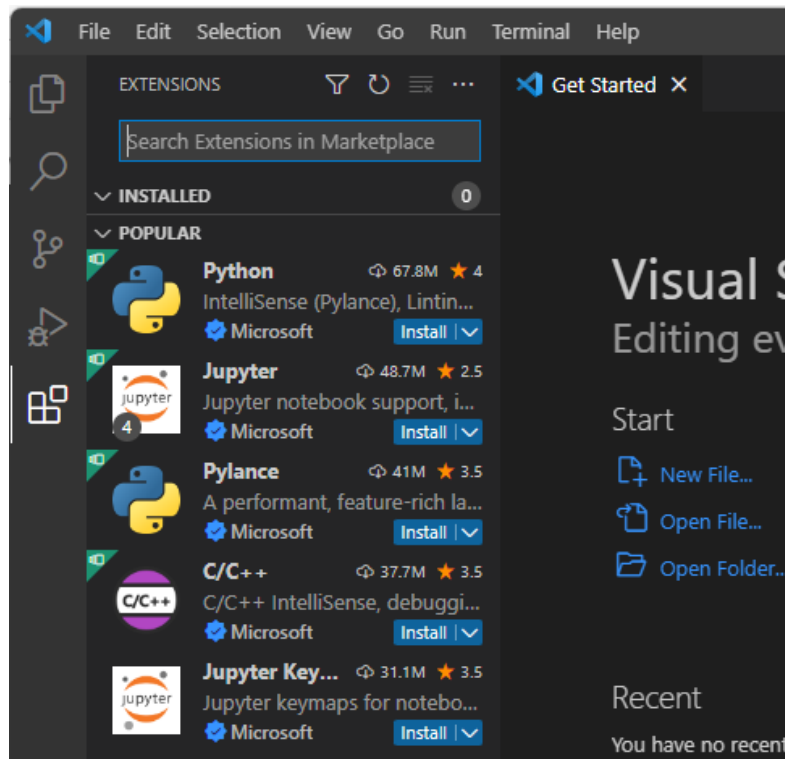 File Edit Selection View Go Run Terminal Help
EXTENSIONS
Get Started
Search Extensions in Marketplace
INSTALLED 0
POPULAR
Python 67.8M 4
IntelliSense (Pylance), Lintin...
Microsoft Install
Jupyter 48.7M 2.5
jupyter
4
Jupyter notebook support, i...
Microsoft Install
Pylance 41M 3.5
A performant, feature-rich la...
Microsoft Install
C/C++ 37.7M 3.5
C/C++
C/C++ IntelliSense, debuggi...
Microsoft Install
Jupyter Key... 31.1M 3.5
jupyter
Jupyter keymaps for notebo...
Microsoft Install
Visual S
Editing ev
Start
New File...
Open File...
Open Folder...
Recent
You have no recent